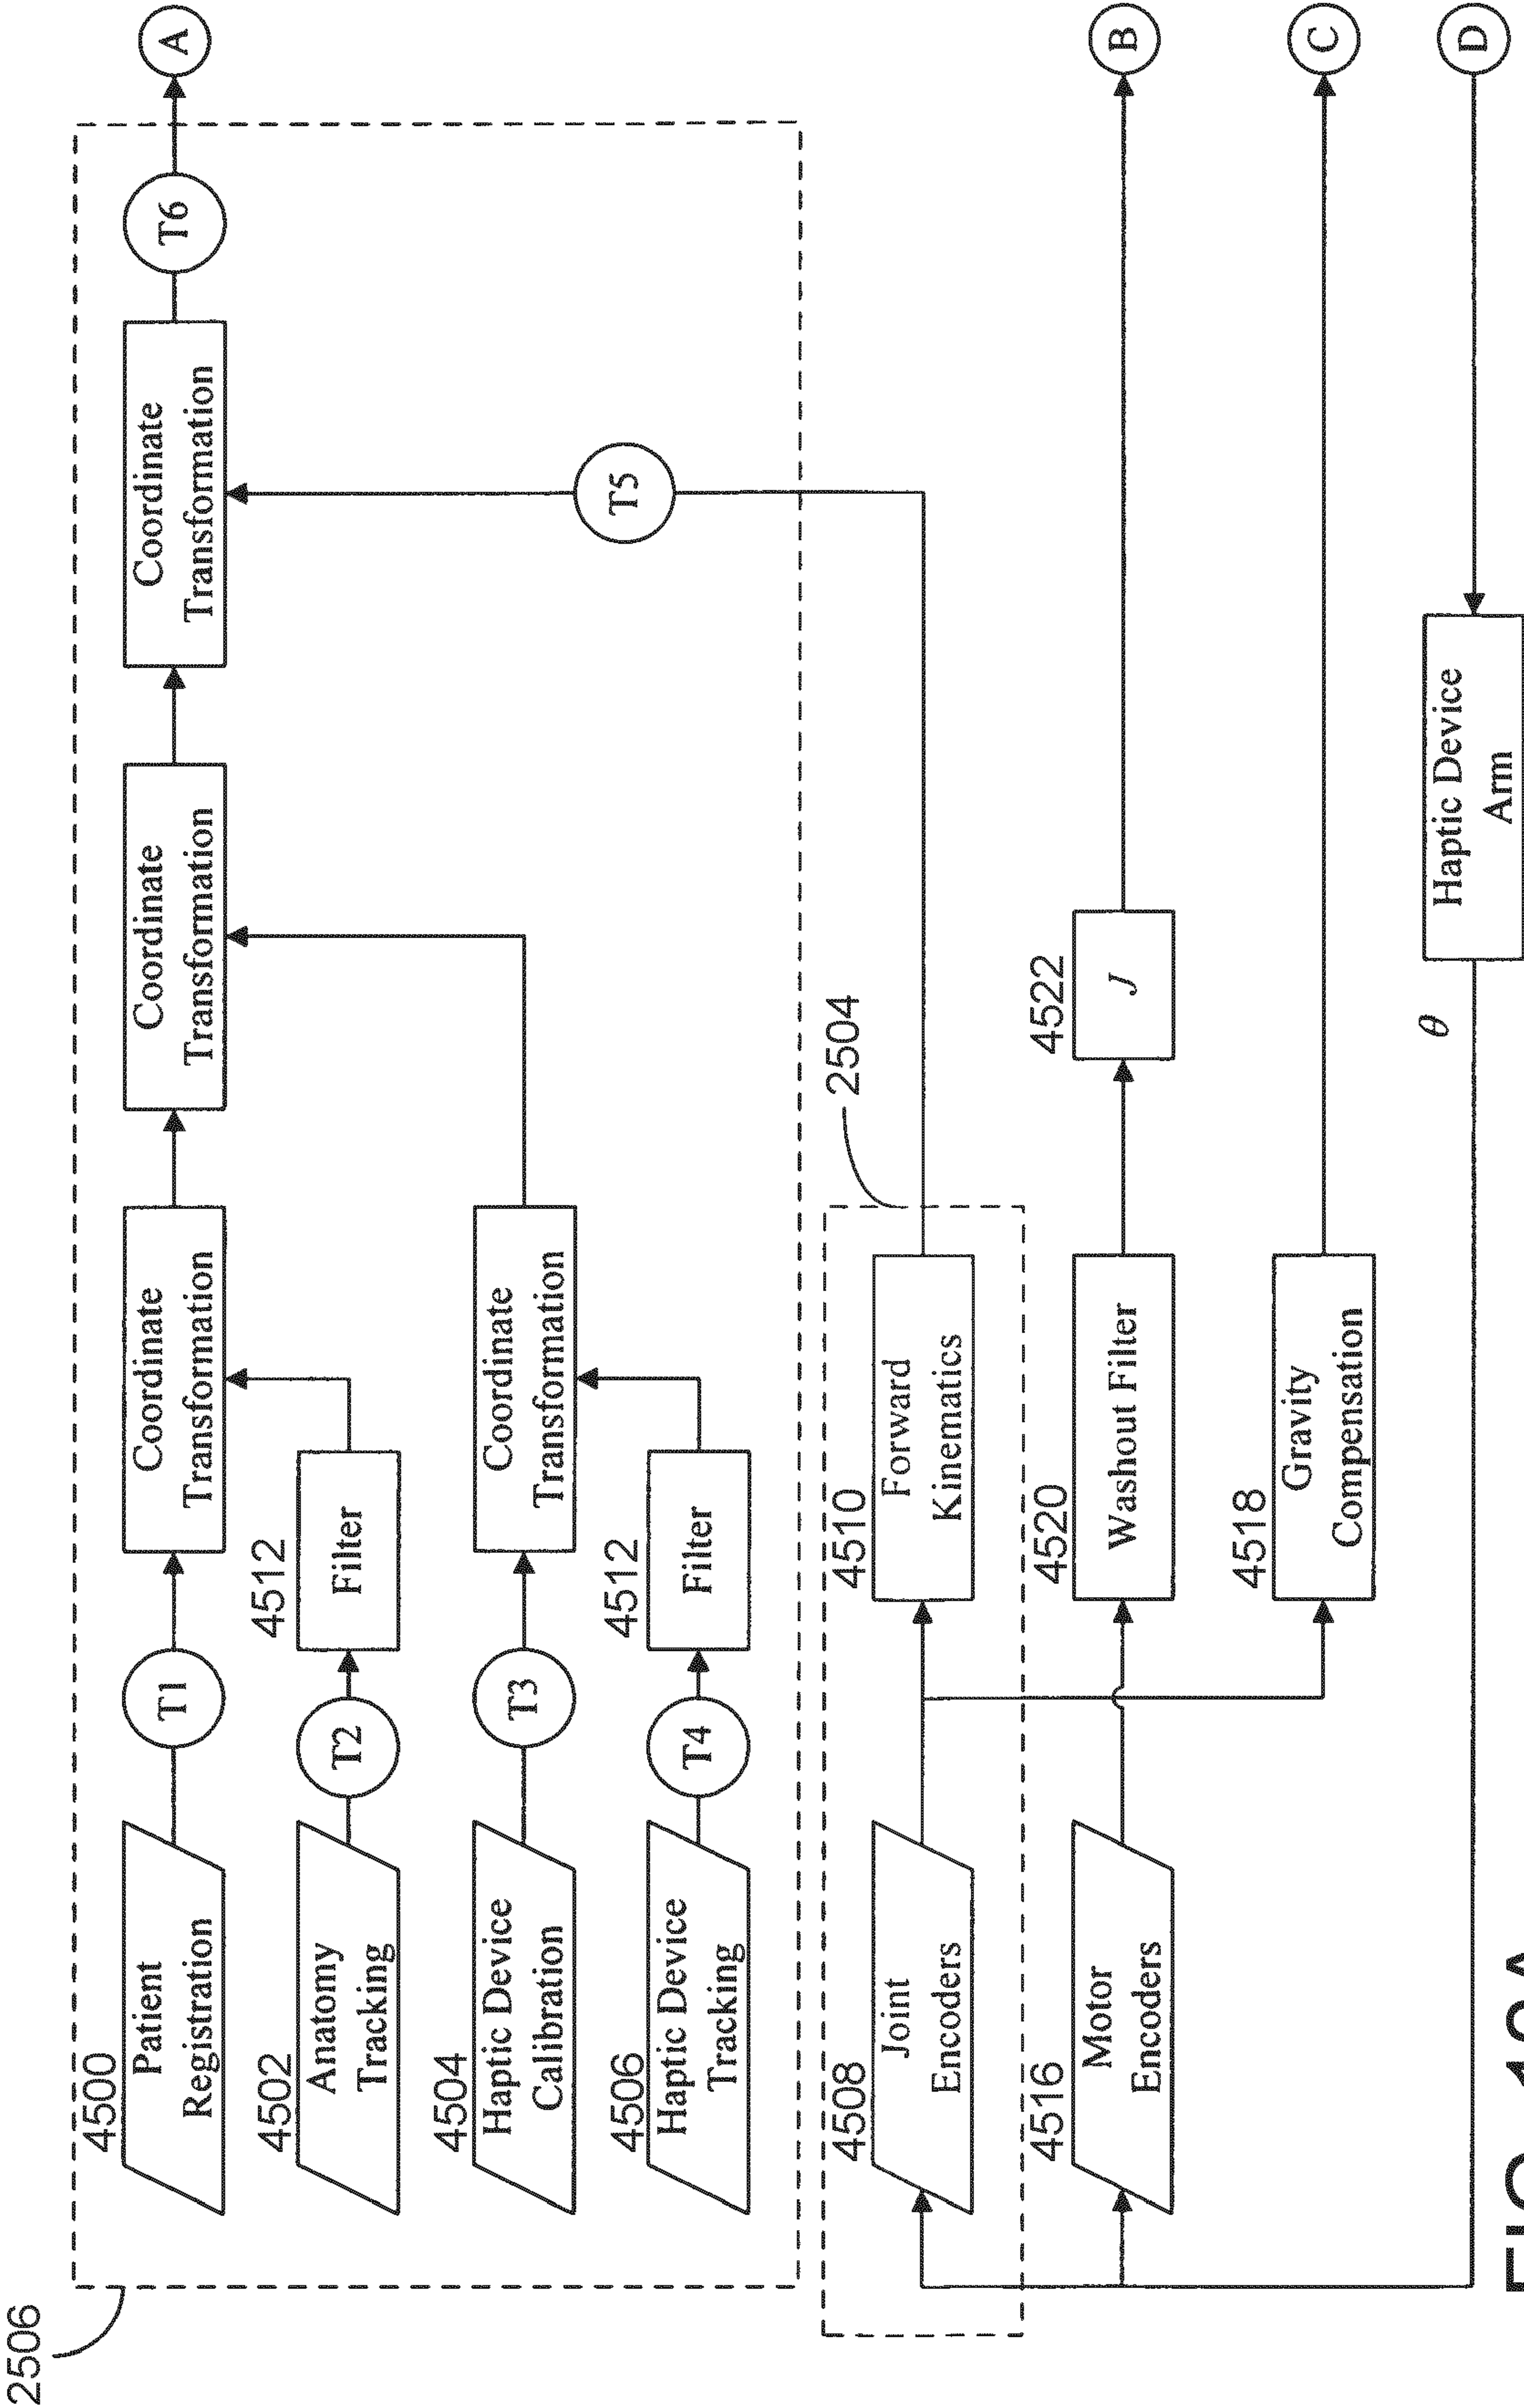 2506
4500
Patient
Registration
T1
Coordinate
Transformation
Coordinate
Transformation
Coordinate
Transformation
T6
A
4502
Anatomy
Tracking
T2
4512
Filter
4504
Haptic Device
Calibration
T3
Coordinate
Transformation
4506
Haptic Device
Tracking
T4
4512
Filter
T5
2504
4508
Joint
Encoders
4510
Forward
Kinematics
4516
Motor
Encoders
4520
Washout Filter
4522
J
B
4518
Gravity
Compensation
C
θ
Haptic Device
Arm
D
FIG.